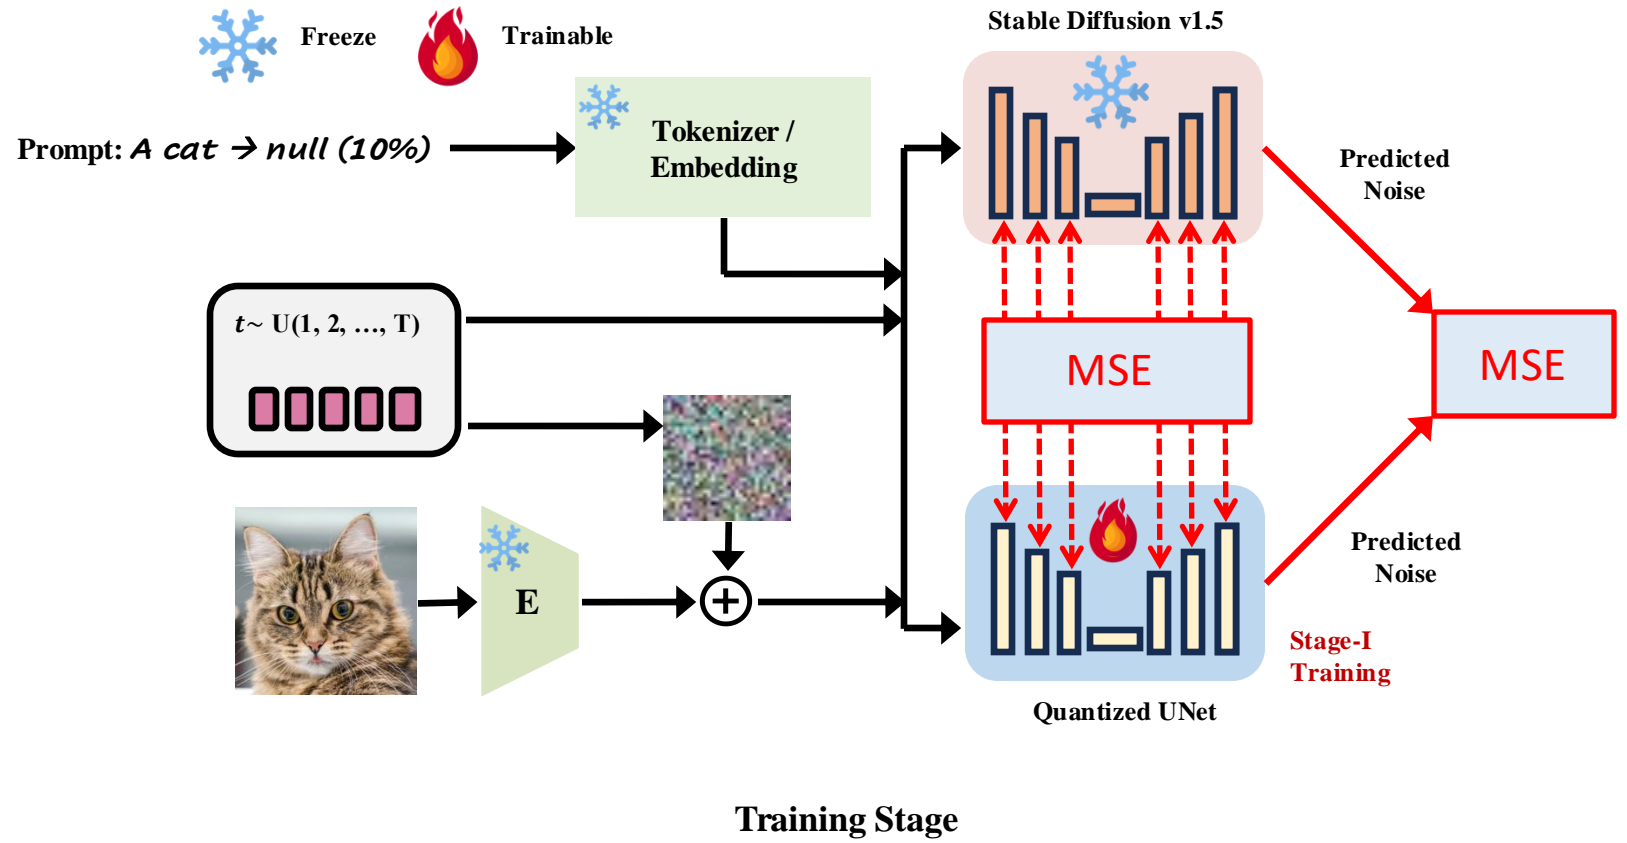 Freeze
Trainable
Stable Diffusion v1.5
Prompt: A cat → null (10%)
Tokenizer /
Embedding
Predicted
Noise
t~ U(1, 2, …, T)
MSE
MSE
E
Predicted
Noise
Stage-I
Training
Quantized UNet
Training Stage